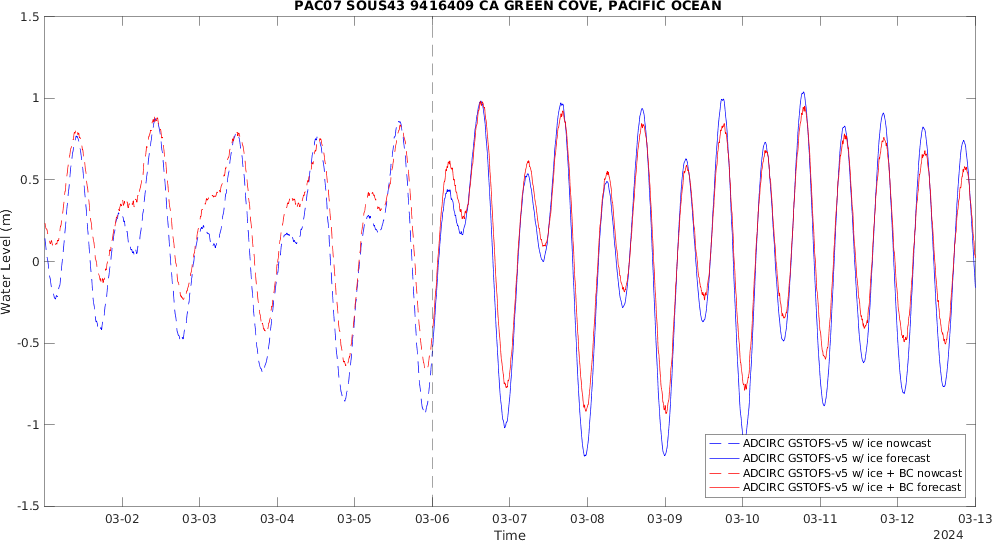 PAC07 SOUS43 9416409 CA GREEN COVE, PACIFIC OCEAN
Water Level (m)
1.5
1
0.5
0
-0.5
-1
-1.5
ADCIRC GSTOFS-v5 w/ ice nowcast
ADCIRC GSTOFS-v5 w/ ice forecast
ADCIRC GSTOFS-v5 w/ ice + BC nowcast
ADCIRC GSTOFS-v5 w/ ice + BC forecast
03-02 03-03 03-04 03-05 03-06 03-07 03-08 03-09 03-10 03-11 03-12 03-13
Time
2024